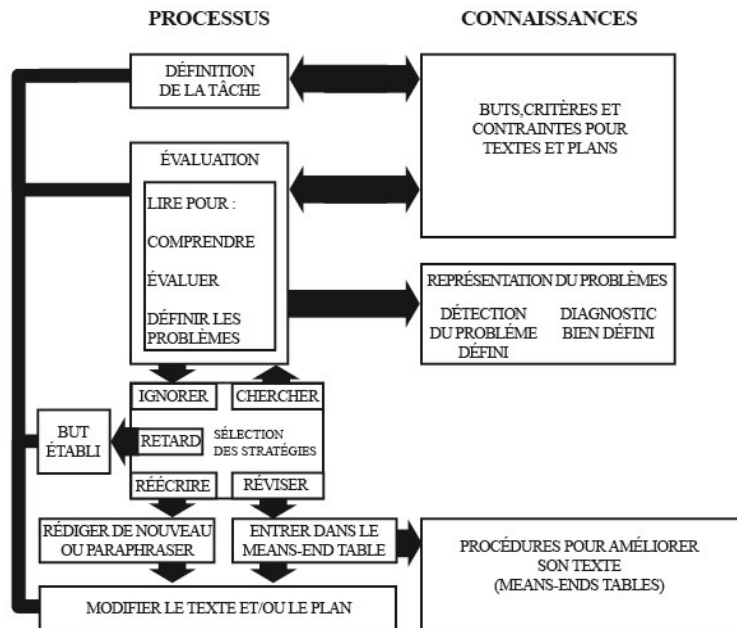 PROCESSUS
CONNAISSANCES
DÉFINITION
DE LA TÂCHE
BUTS,CRITÈRES ET
CONTRAINTES POUR
TEXTES ET PLANS
ÉVALUATION
LIRE POUR :
COMPRENDRE
ÉVALUER
DÉFINIR LES
PROBLÈMES
REPRÉSENTATION DU PROBLÈMES
DÉTECTION
DU PROBLÉME
DÉFINI
DIAGNOSTIC
BIEN DÉFINI
IGNORER
CHERCHER
BUT
ÉTABLI
RETARD
SÉLECTION
DES STRATÉGIES
RÉÉCRIRE
RÉVISER
RÉDIGER DE NOUVEAU
OU PARAPHRASER
ENTRER DANS LE
MEANS-END TABLE
PROCÉDURES POUR AMÉLIORER
SON TEXTE
(MEANS-ENDS TABLES)
MODIFIER LE TEXTE ET/OU LE PLAN